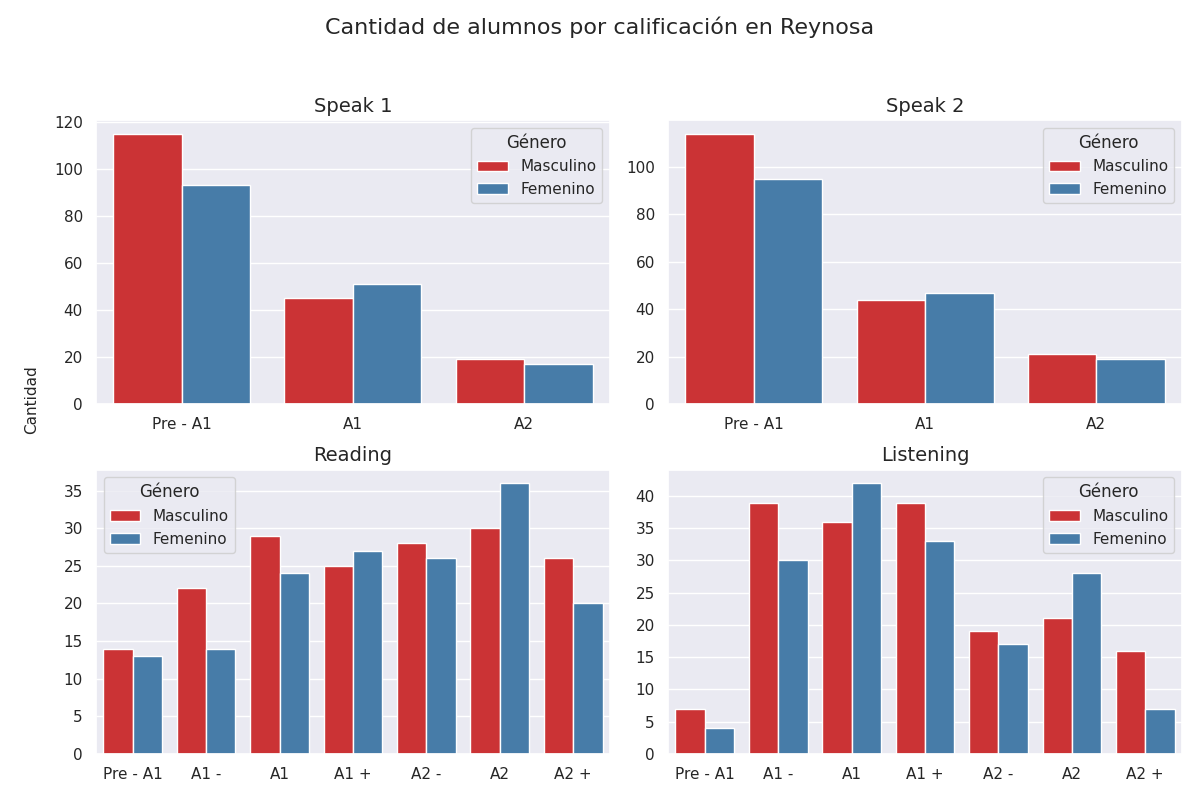 Cantidad de alumnos por calificación en Reynosa
Speak 1
120
100
80
60
40
20
0
Género
Masculino
Femenino
Pre - A1 A1 A2
Speak 2
100
80
60
40
20
0
Género
Masculino
Femenino
Pre - A1 A1 A2
Cantidad
Reading
35
30
25
20
15
10
5
0
Género
Masculino
Femenino
Pre - A1 A1 - A1 A1 + A2 - A2 A2 +
Listening
40
35
30
25
20
15
10
5
0
Género
Masculino
Femenino
Pre - A1 A1 - A1 A1 + A2 - A2 A2 +